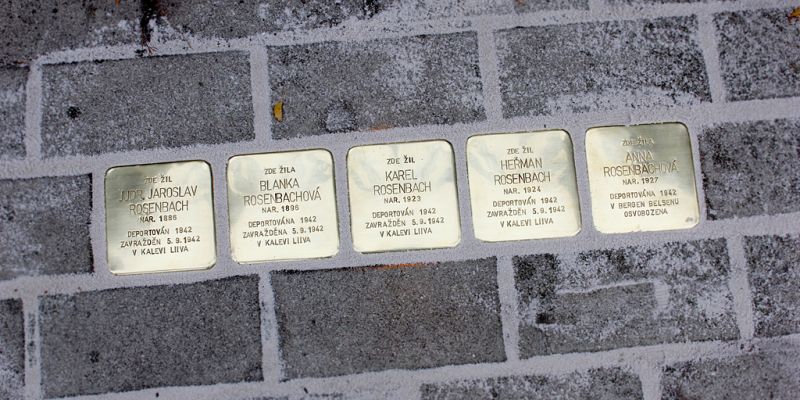 ZDE ŽIL
JUDR. JAROSLAV
ROSENBACH
NAR. 1886
DEPORTOVÁN 1942
ZAVRAŽDĚN 5.9.1942
V KALEVI LIIVA
ZDE ŽILA
BLANKA
ROSENBACHOVÁ
NAR. 1896
DEPORTOVÁNA 1942
ZAVRAŽDĚNA 5.9.1942
V KALEVI LIIVA
ZDE ŽIL
KAREL
ROSENBACH
NAR. 1923
DEPORTOVÁN 1942
ZAVRAŽDĚN 5.9.1942
V KALEVI LIIVA
ZDE ŽIL
HEŘMAN
ROSENBACH
NAR. 1924
DEPORTOVÁN 1942
ZAVRAŽDĚN 5.9.1942
V KALEVI LIIVA
ZDE ŽILA
ANNA
ROSENBACHOVÁ
NAR. 1927
DEPORTOVÁNA 1942
V BERGEN BELSENU
OSVOBOZENA